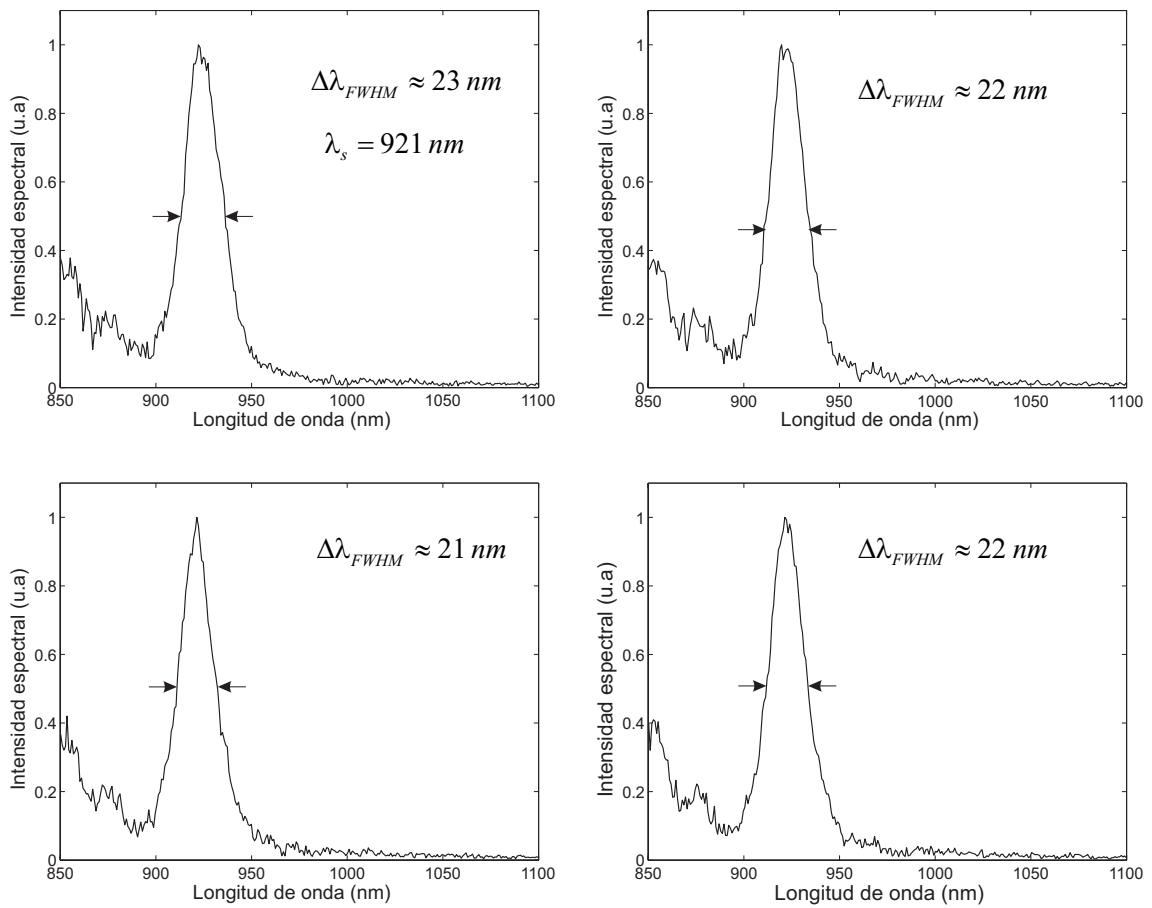 Δλ_FWHM ≈ 23 nm
λ_s = 921 nm
Intensidad espectral (u.a)
1
0.8
0.6
0.4
0.2
0
850 900 950 1000 1050 1100
Longitud de onda (nm)
Δλ_FWHM ≈ 22 nm
Intensidad espectral (u.a)
1
0.8
0.6
0.4
0.2
0
850 900 950 1000 1050 1100
Longitud de onda (nm)
Δλ_FWHM ≈ 21 nm
Intensidad espectral (u.a)
1
0.8
0.6
0.4
0.2
0
850 900 950 1000 1050 1100
Longitud de onda (nm)
Δλ_FWHM ≈ 22 nm
Intensidad espectral (u.a)
1
0.8
0.6
0.4
0.2
0
850 900 950 1000 1050 1100
Longitud de onda (nm)